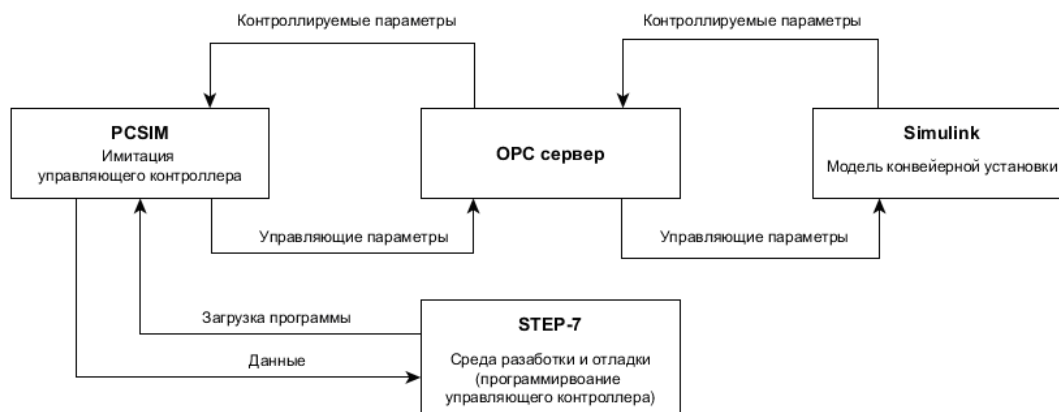 Контроллируемые параметры
Контроллируемые параметры
PCSIM
Имитация
управляющего контроллера
OPC сервер
Simulink
Модель конвейерной установки
Управляющие параметры
Управляющие параметры
Загрузка программы
Данные
STEP-7
Среда разаботки и отладки
(программирвоание
управляющего контроллера)